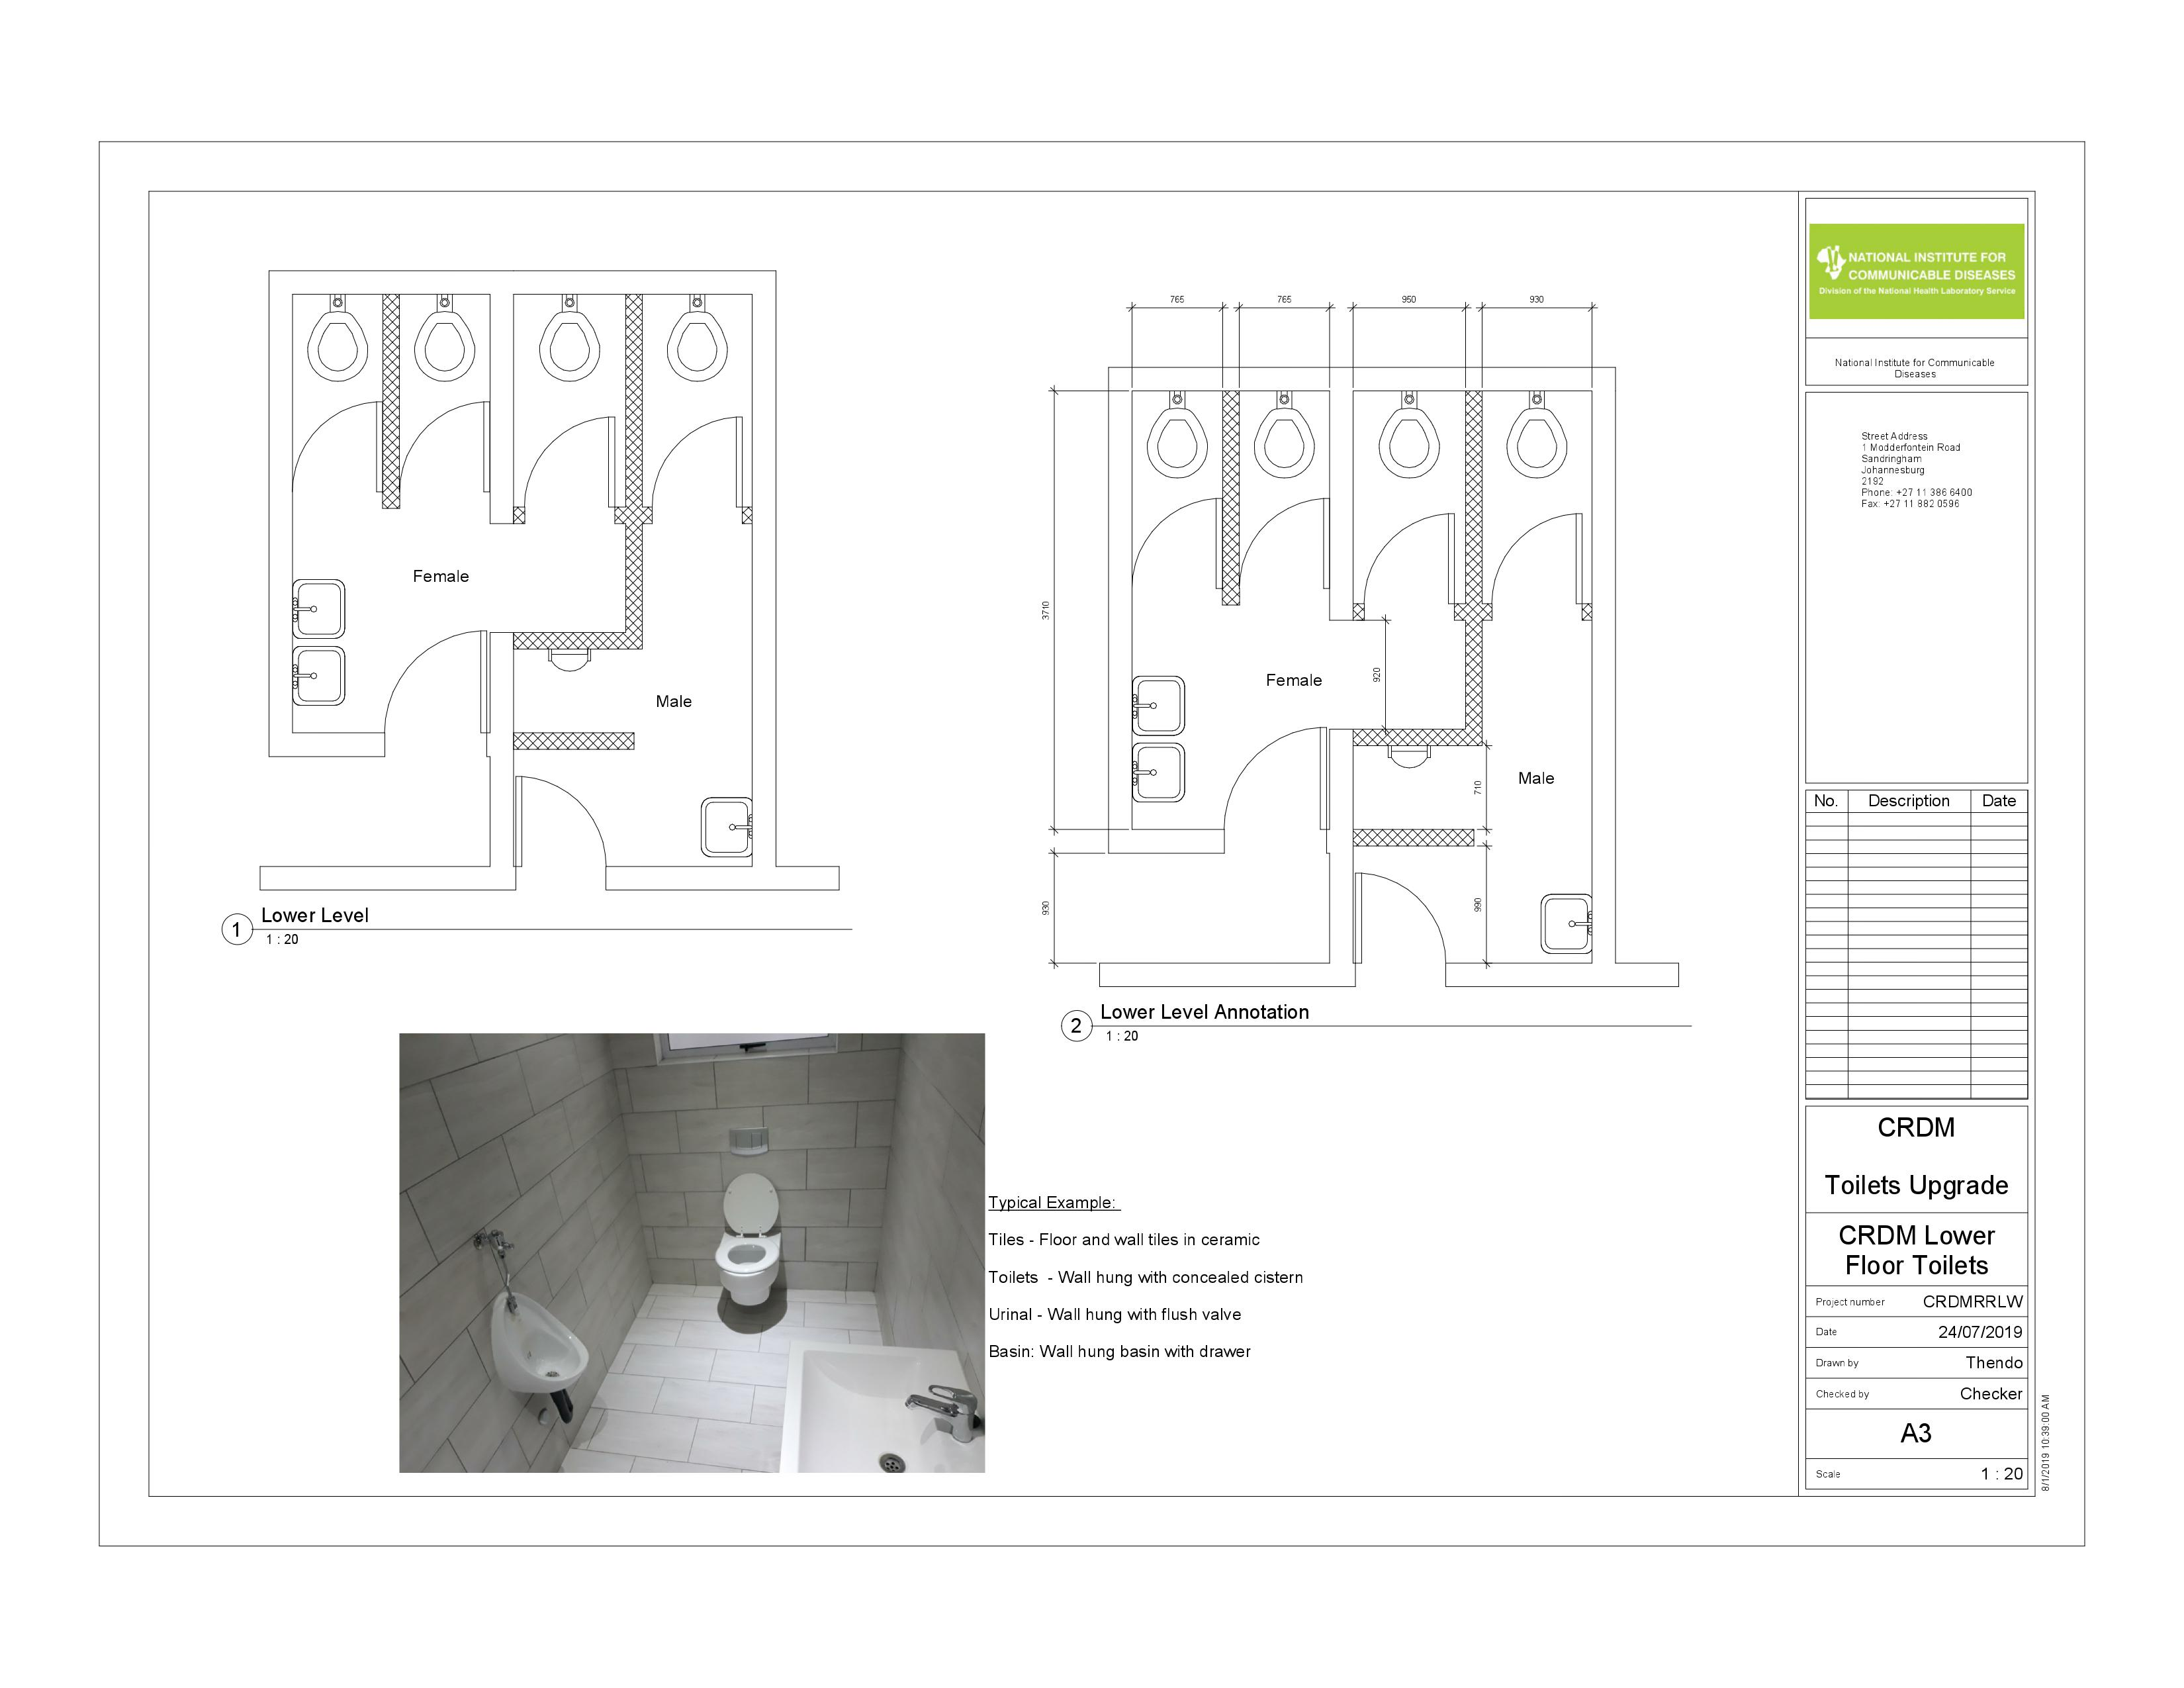 Female
Male
1
Lower Level
1 : 20
765
765
950
930
3710
930
920
710
990
Female
Male
2
Lower Level Annotation
1 : 20
Typical Example:
Tiles - Floor and wall tiles in ceramic
Toilets - Wall hung with concealed cistern
Urinal - Wall hung with flush valve
Basin: Wall hung basin with drawer
NATIONAL INSTITUTE FOR
COMMUNICABLE DISEASES
Division of the National Health Laboratory Service
National Institute for Communicable
Diseases
Street Address
1 Modderfontein Road
Sandringham
Johannesburg
2192
Phone: +27 11 386 6400
Fax: +27 11 882 0596
No. Description Date
CRDM
Toilets Upgrade
CRDM Lower
Floor Toilets
Project number CRDMRRLW
Date 24/07/2019
Drawn by Thendo
Checked by Checker
A3
Scale 1 : 20
8/1/2019 10:39:00 AM